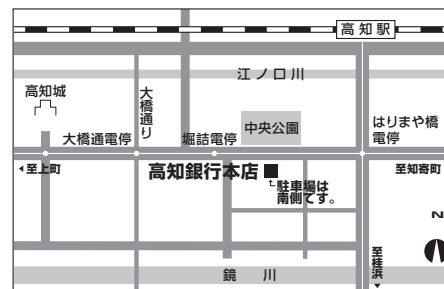 高知駅
江ノ口川
高知城
大橋通り
中央公園
はりまや橋
電停
大橋通電停
堀詰電停
至上町
高知銀行本店
至知寄町
駐車場は
南側です。
N
至桂浜
鏡川